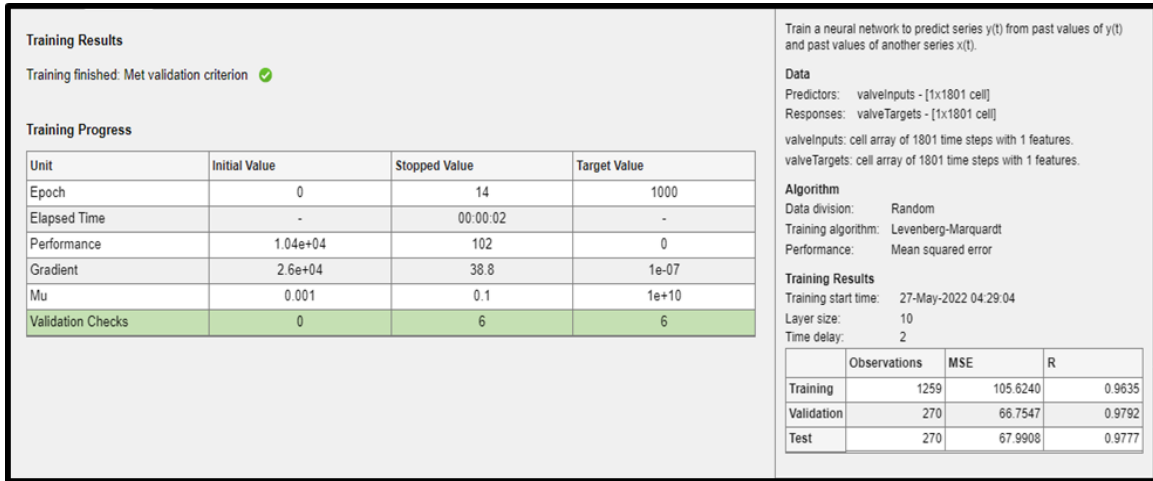 Training Results
Training finished: Met validation criterion
Training Progress
Unit Initial Value Stopped Value Target Value
Epoch 0 14 1000
Elapsed Time - 00:00:02 -
Performance 1.04e+04 102 0
Gradient 2.6e+04 38.8 1e-07
Mu 0.001 0.1 1e+10
Validation Checks 0 6 6
Train a neural network to predict series y(t) from past values of y(t)
and past values of another series x(t).
Data
Predictors: valveInputs - [1x1801 cell]
Responses: valveTargets - [1x1801 cell]
valveInputs: cell array of 1801 time steps with 1 features.
valveTargets: cell array of 1801 time steps with 1 features.
Algorithm
Data division: Random
Training algorithm: Levenberg-Marquardt
Performance: Mean squared error
Training Results
Training start time: 27-May-2022 04:29:04
Layer size: 10
Time delay: 2
Observations MSE R
Training 1259 105.6240 0.9635
Validation 270 66.7547 0.9792
Test 270 67.9908 0.9777